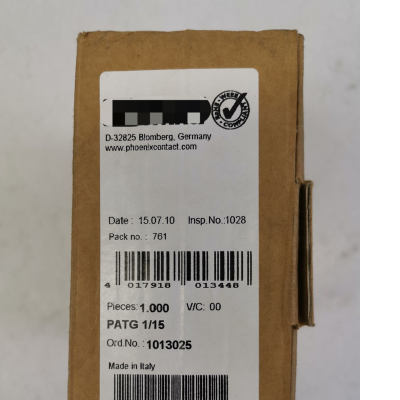 D-32825 Blomberg, Germany
www.phoenixcontact.com
Date : 15.07.10 Insp.No.:1028
Pack no. : 761
4 017918 013448
Pieces: 1.000 V/C: 00
PATG 1/15
Ord.No.: 1013025
Made in Italy